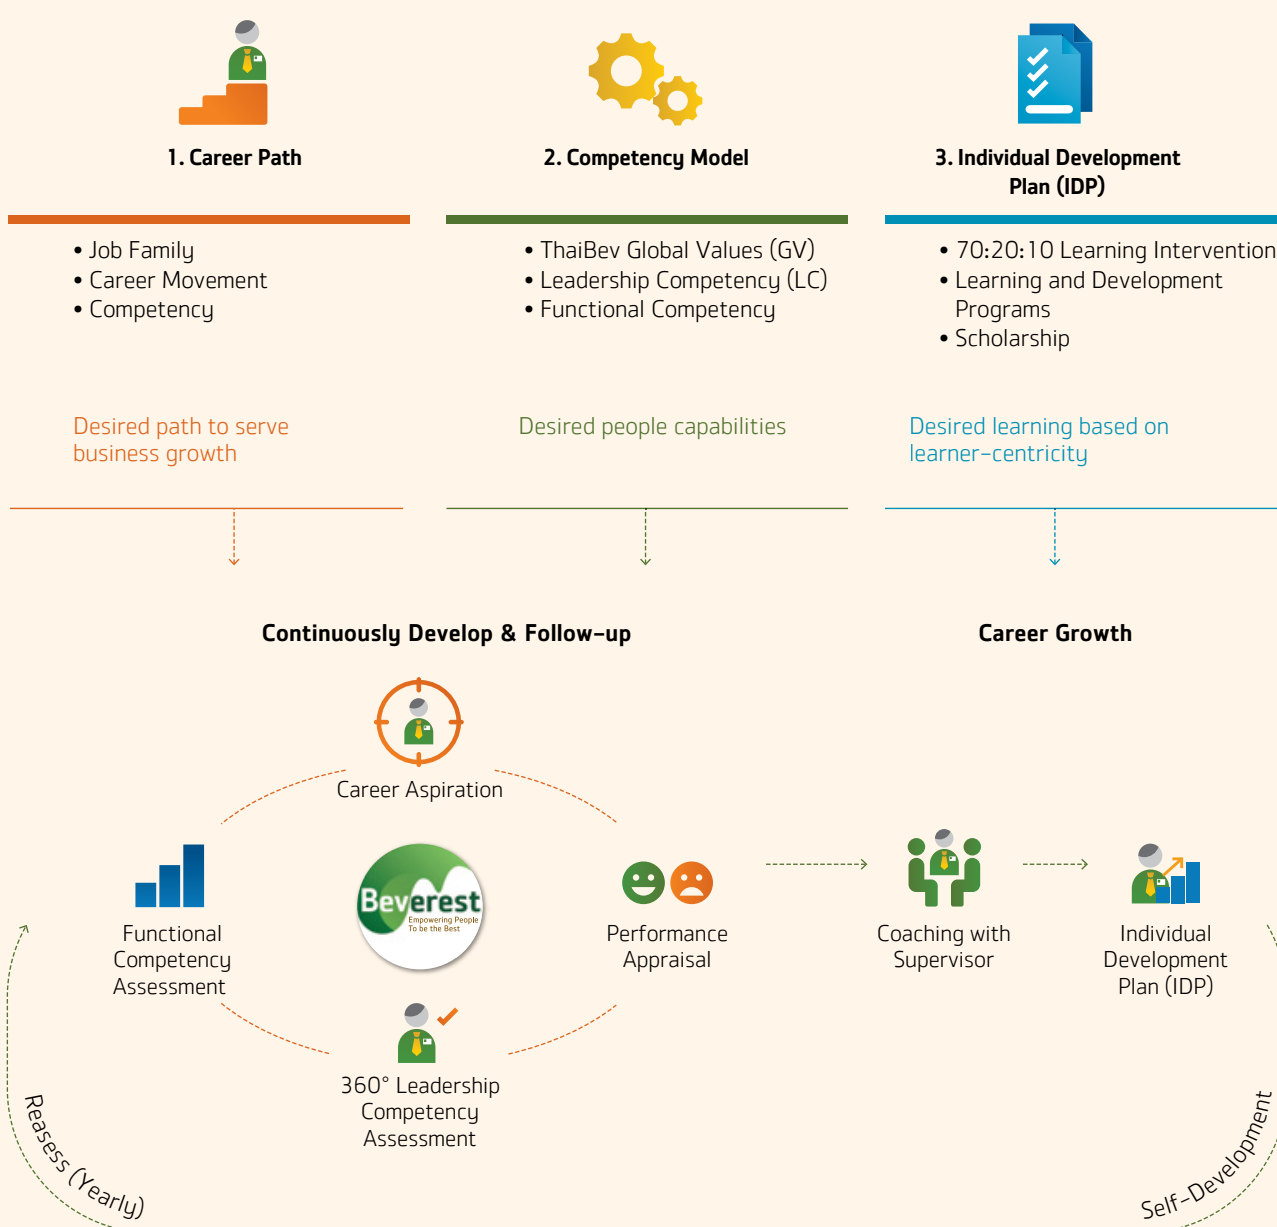 1. Career Path
• Job Family
• Career Movement
• Competency
Desired path to serve
business growth
2. Competency Model
• ThaiBev Global Values (GV)
• Leadership Competency (LC)
• Functional Competency
Desired people capabilities
3. Individual Development
Plan (IDP)
• 70:20:10 Learning Intervention
• Learning and Development
Programs
• Scholarship
Desired learning based on
learner-centricity
Continuously Develop & Follow-up
Career Growth
Career Aspiration
Functional
Competency
Assessment
Beverest
Empowering People
To be the Best
Performance
Appraisal
360° Leadership
Competency
Assessment
Coaching with
Supervisor
Individual
Development
Plan (IDP)
Reasess (Yearly)
Self-Development